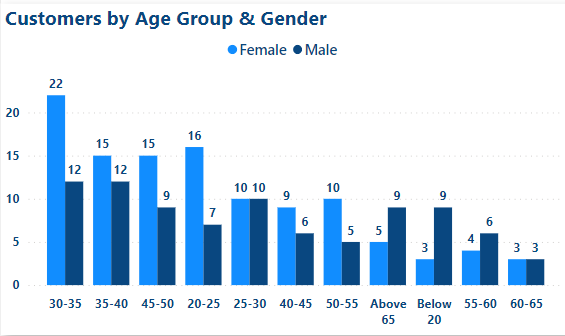 Customers by Age Group & Gender
Female Male
22
16
15 15
12 12
10 10 10
9 9 9 9
7
6 6
5 5
4
3 3 3
20
15
10
5
0
30-35 35-40 45-50 20-25 25-30 40-45 50-55 Above 65 Below 20 55-60 60-65